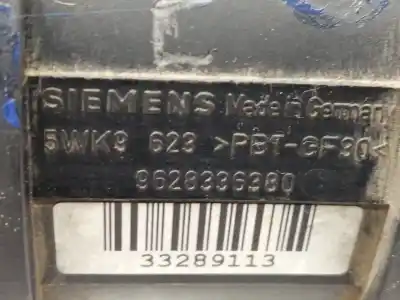 SIEMENS Made in Germany
5WK9 623 >PBT-GF30<
9628336380
33289113